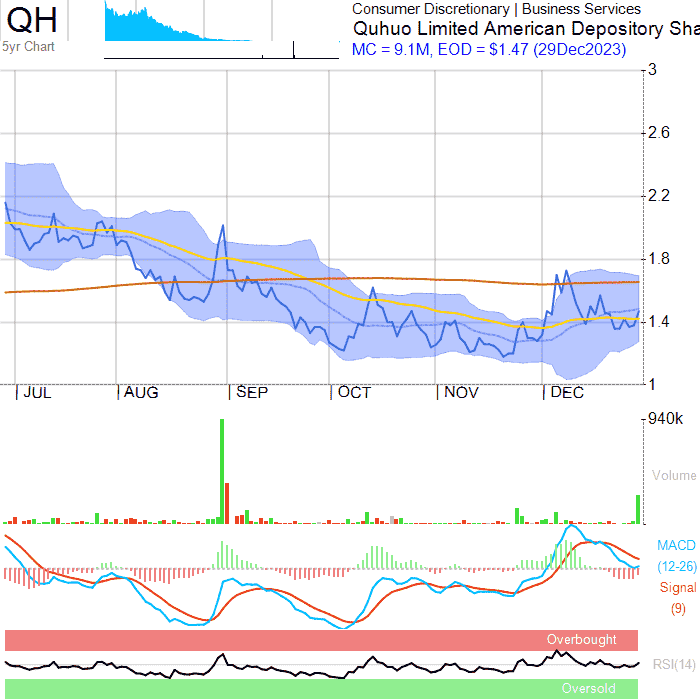 QH
5yr Chart
Consumer Discretionary | Business Services
Quhuo Limited American Depository Sha
MC = 9.1M, EOD = $1.47 (29Dec2023)
3
2.6
2.2
1.8
1.4
1
JUL AUG SEP OCT NOV DEC
940k
Volume
MACD
(12-26)
Signal
(9)
Overbought
RSI(14)
Oversold